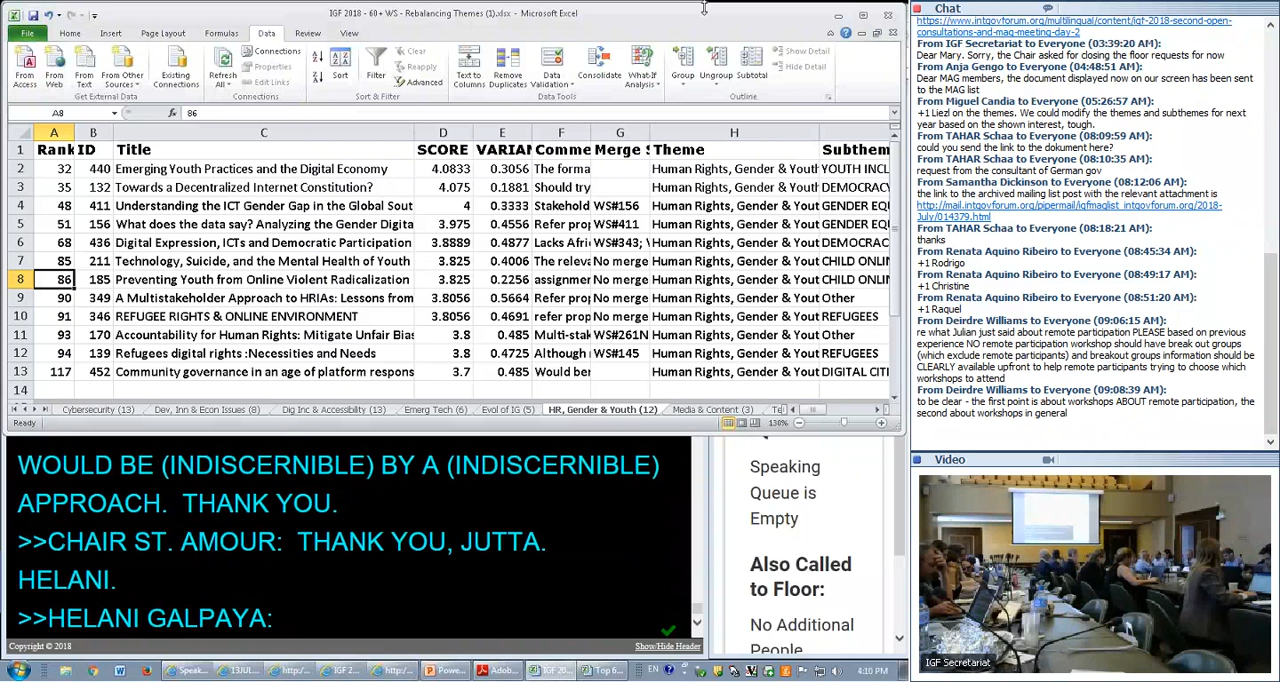 IGF 2018 - 60+ WS - Rebalancing Themes (1).xlsx - Microsoft Excel
File Home Insert Page Layout Formulas Data Review View
From Access
From Web
From Text
From Other Sources
Existing Connections
Refresh All
Connections
Properties
Edit Links
Sort
Filter
Clear
Reapply
Advanced
Text to Columns
Remove Duplicates
Data Validation
Consolidate
What-If Analysis
Group
Ungroup
Subtotal
Show Detail
Hide Detail
Get External Data Connections Sort & Filter Data Tools Outline
A8 fx 86
A B C D E F G H
1 Rank ID Title SCORE VARIAN Comme Merge S Theme Subthem
2 32 440 Emerging Youth Practices and the Digital Economy 4.0833 0.3056 The forma Human Rights, Gender & Yout YOUTH INCL
3 35 132 Towards a Decentralized Internet Constitution? 4.075 0.1881 Should try Human Rights, Gender & Yout DEMOCRACY
4 48 411 Understanding the ICT Gender Gap in the Global Sout 4 0.3333 Stakehold WS#156 Human Rights, Gender & Yout GENDER EQ
5 51 156 What does the data say? Analyzing the Gender Digita 3.975 0.4556 Refer prop WS#411 Human Rights, Gender & Yout GENDER EQ
6 68 436 Digital Expression, ICTs and Democratic Participation 3.8889 0.4877 Lacks Afri WS#343; W Human Rights, Gender & Yout DEMOCRAC
7 85 211 Technology, Suicide, and the Mental Health of Youth 3.825 0.4006 The releva No merge Human Rights, Gender & Yout CHILD ONLI
8 86 185 Preventing Youth from Online Violent Radicalization 3.825 0.2256 assignmer No merge Human Rights, Gender & Yout CHILD ONLI
9 90 349 A Multistakeholder Approach to HRIAs: Lessons from 3.8056 0.5664 Refer prop No merge Human Rights, Gender & Yout Other
10 91 346 REFUGEE RIGHTS & ONLINE ENVIRONMENT 3.8056 0.4691 refer prop No merge Human Rights, Gender & Yout REFUGEES
11 93 170 Accountability for Human Rights: Mitigate Unfair Bias 3.8 0.485 Multi-stak WS#261N Human Rights, Gender & Yout Other
12 94 139 Refugees digital rights :Necessities and Needs 3.8 0.4725 Although WS#145 Human Rights, Gender & Yout REFUGEES
13 117 452 Community governance in an age of platform respons 3.7 0.485 Would ber Human Rights, Gender & Yout DIGITAL CITI
14
Cybersecurity (13) Dev, Inn & Econ Issues (8) Dig Inc & Accessibility (13) Emerg Tech (6) Evol of IG (5) HR, Gender & Youth (12) Media & Content (3)
Ready 130%
WOULD BE (INDISCERNIBLE) BY A (INDISCERNIBLE)
APPROACH. THANK YOU.
>>CHAIR ST. AMOUR: THANK YOU, JUTTA.
HELANI.
>>HELANI GALPAYA:
Copyright © 2018 Show/Hide Header
Speaking
Queue is
Empty
Also Called
to Floor:
No Additional
People
Chat
https://www.intgovforum.org/multilingual/content/igf-2018-second-open-
consultations-and-mag-meeting-day-2
From IGF Secretariat to Everyone (03:39:20 AM):
Dear Mary. Sorry, the Chair asked for closing the floor requests for now
From Anja Gengo to Everyone (04:48:51 AM):
Dear MAG members, the document displayed now on our screen has been sent
to the MAG list
From Miguel Candia to Everyone (05:26:57 AM):
+1 Liezl on the themes. We could modify the themes and subthemes for next
year based on the shown interest, tough.
From TAHAR Schaa to Everyone (08:09:59 AM):
could you send the link to the dokument here?
From TAHAR Schaa to Everyone (08:10:35 AM):
request from the consultant of German gov
From Samantha Dickinson to Everyone (08:12:06 AM):
the link to the archived mailing list post with the relevant attachment is
http://mail.intgovforum.org/pipermail/igfmaglist_intgovforum.org/2018-
July/014379.html
From TAHAR Schaa to Everyone (08:18:21 AM):
thanks
From Renata Aquino Ribeiro to Everyone (08:45:34 AM):
+1 Rodrigo
From Renata Aquino Ribeiro to Everyone (08:49:17 AM):
+1 Christine
From Renata Aquino Ribeiro to Everyone (08:51:20 AM):
+1 Raquel
From Deirdre Williams to Everyone (09:06:15 AM):
re what Julian just said about remote participation PLEASE based on previous
experience NO remote participation workshop should have break out groups
(which exclude remote participants) and breakout groups information should be
CLEARLY available upfront to help remote participants trying to choose which
workshops to attend
From Deirdre Williams to Everyone (09:08:39 AM):
to be clear - the first point is about workshops ABOUT remote participation, the
second about workshops in general
Video
IGF Secretariat
Speak... 13JUL... http:/... IGF 2... http:/... Powe... Adob... IGF 20... Top 6... EN 4:10 PM